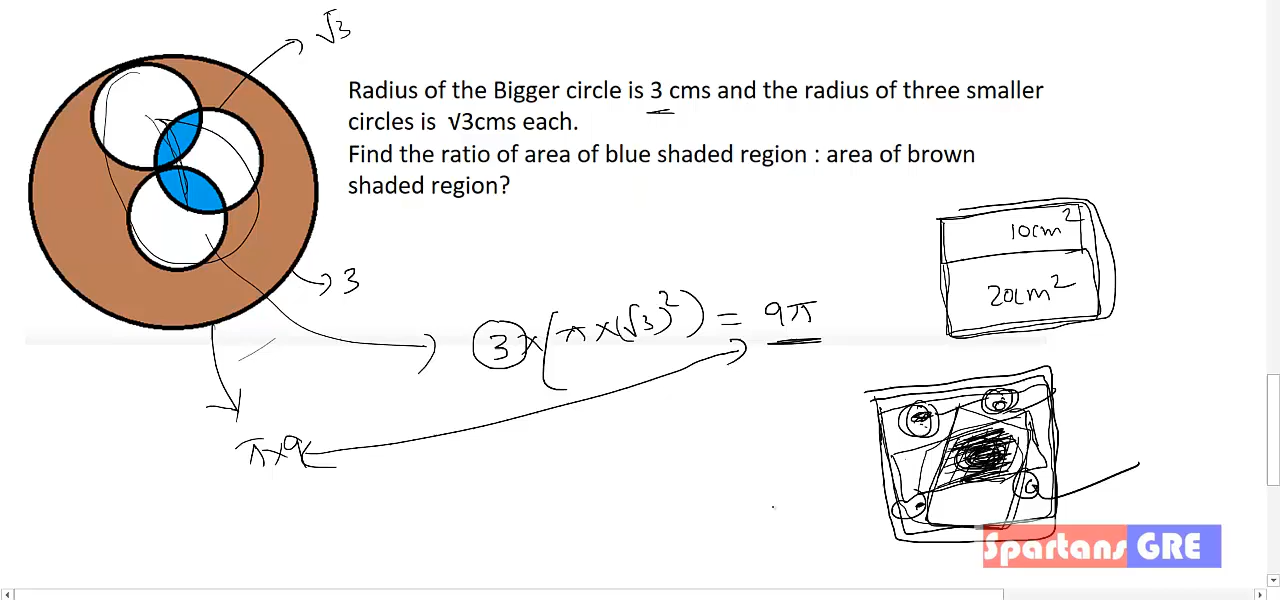 √3
Radius of the Bigger circle is 3 cms and the radius of three smaller
circles is √3cms each.
Find the ratio of area of blue shaded region : area of brown
shaded region?
10cm²
20cm²
3
3×(π×(√3)²) = 9π
π×9
Spartans GRE